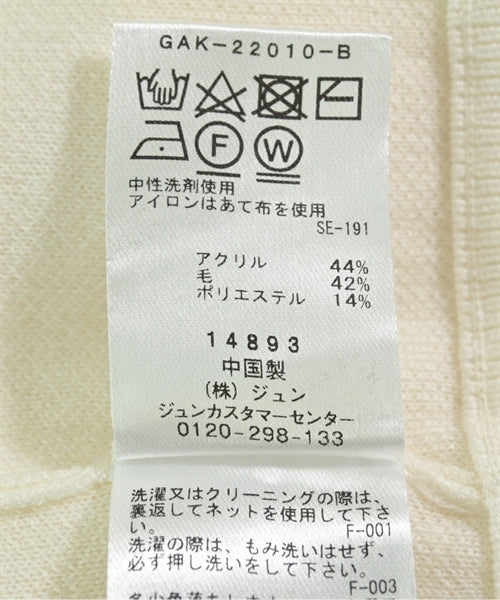 GAK-22010-B
F W
中性洗剤使用
アイロンはあて布を使用
SE-191
アクリル 44%
毛 42%
ポリエステル 14%
14893
中国製
(株)ジュン
ジュンカスタマーセンター
0120-298-133
洗濯又はクリーニングの際は、
裏返してネットを使用して下さ
い。 F-001
洗濯の際は、もみ洗いはせず、
必ず押し洗いをして下さい。
F-003